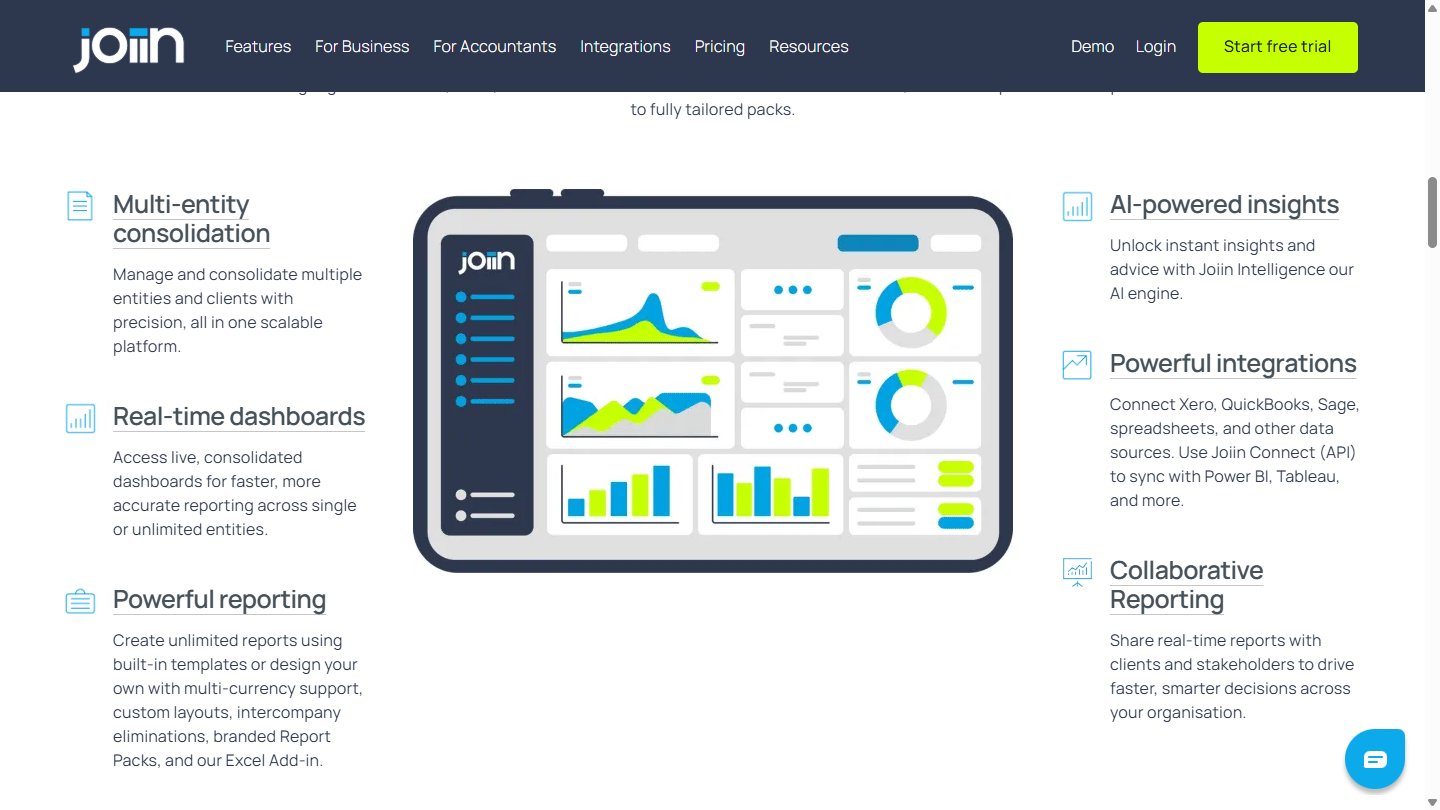 joiin
Features
For Business
For Accountants
Integrations
Pricing
Resources
Demo
Login
Start free trial
to fully tailored packs.
Multi-entity
consolidation
Manage and consolidate multiple
entities and clients with
precision, all in one scalable
platform.
Real-time dashboards
Access live, consolidated
dashboards for faster, more
accurate reporting across single
or unlimited entities.
Powerful reporting
Create unlimited reports using
built-in templates or design your
own with multi-currency support,
custom layouts, intercompany
eliminations, branded Report
Packs, and our Excel Add-in.
joiin
AI-powered insights
Unlock instant insights and
advice with Joiin Intelligence our
AI engine.
Powerful integrations
Connect Xero, QuickBooks, Sage,
spreadsheets, and other data
sources. Use Joiin Connect (API)
to sync with Power BI, Tableau,
and more.
Collaborative
Reporting
Share real-time reports with
clients and stakeholders to drive
faster, smarter decisions across
your organisation.